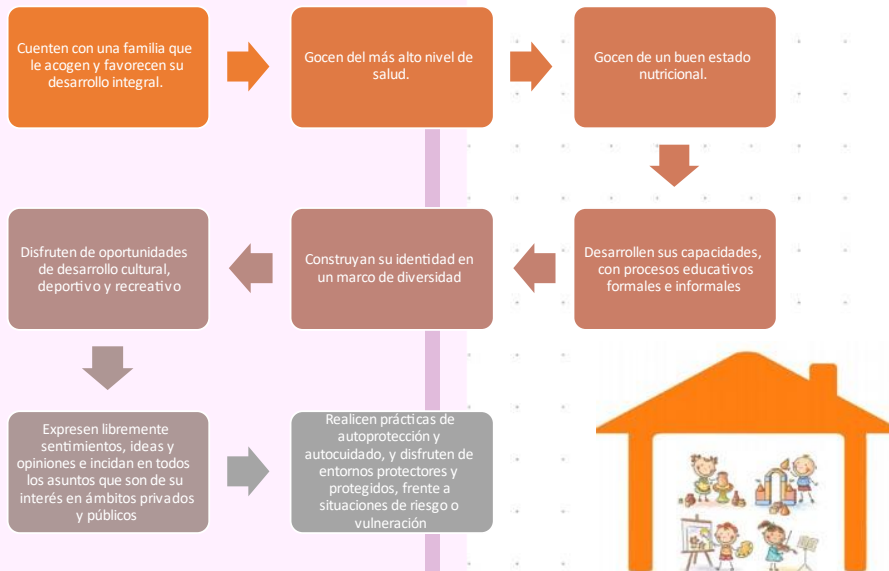 Cuenten con una familia que
le acogen y favorecen su
desarrollo integral.
Gocen del más alto nivel de
salud.
Gocen de un buen estado
nutricional.
Desarrollen sus capacidades,
con procesos educativos
formales e informales
Construyan su identidad en
un marco de diversidad
Disfruten de oportunidades
de desarrollo cultural,
deportivo y recreativo
Expresen libremente
sentimientos, ideas y
opiniones e incidan en todos
los asuntos que son de su
interés en ámbitos privados
y públicos
Realicen prácticas de
autoprotección y
autocuidado, y disfruten de
entornos protectores y
protegidos, frente a
situaciones de riesgo o
vulneración